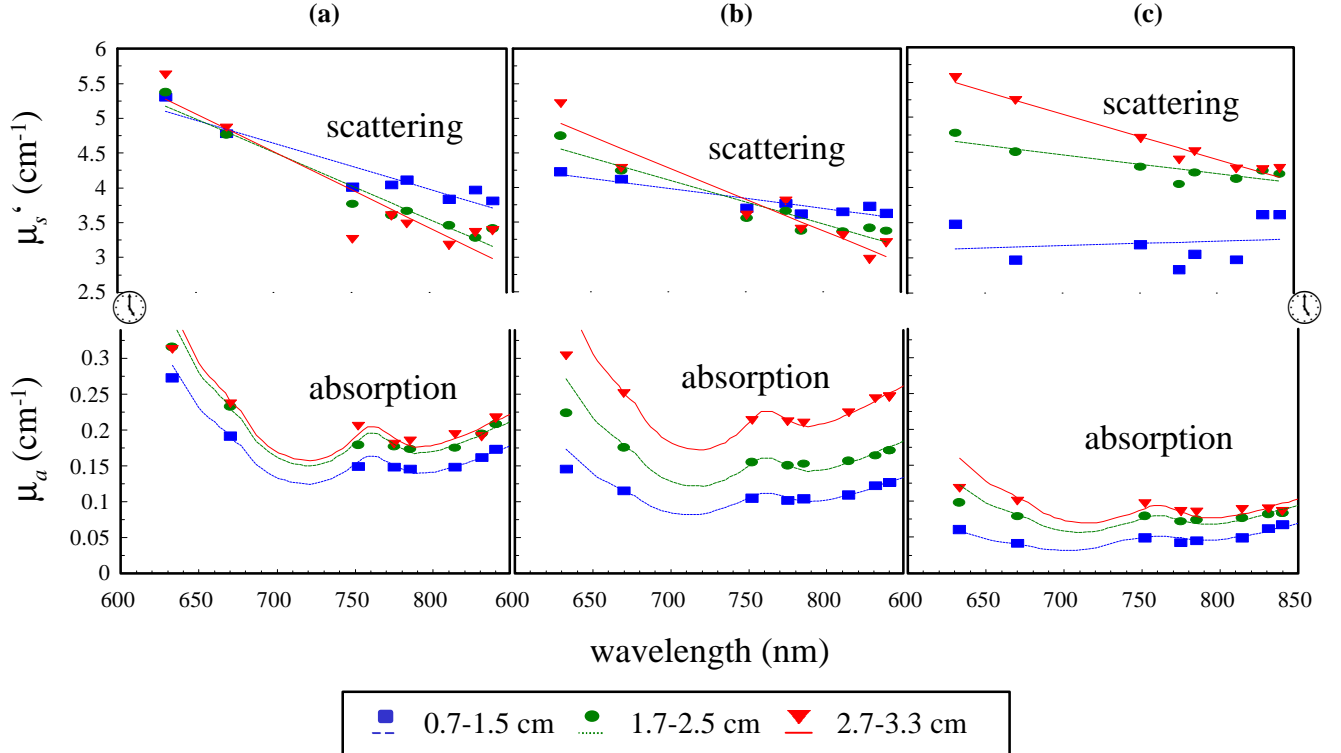 (a) (b) (c)
6
5.5
5
4.5
4
3.5
3
2.5
μs‘ (cm-1)
scattering
scattering
scattering
0.3
0.25
0.2
0.15
0.1
0.05
0
μa (cm-1)
absorption
absorption
absorption
600 650 700 750 800 600 650 700 750 800 600 650 700 750 800 850
wavelength (nm)
0.7-1.5 cm 1.7-2.5 cm 2.7-3.3 cm